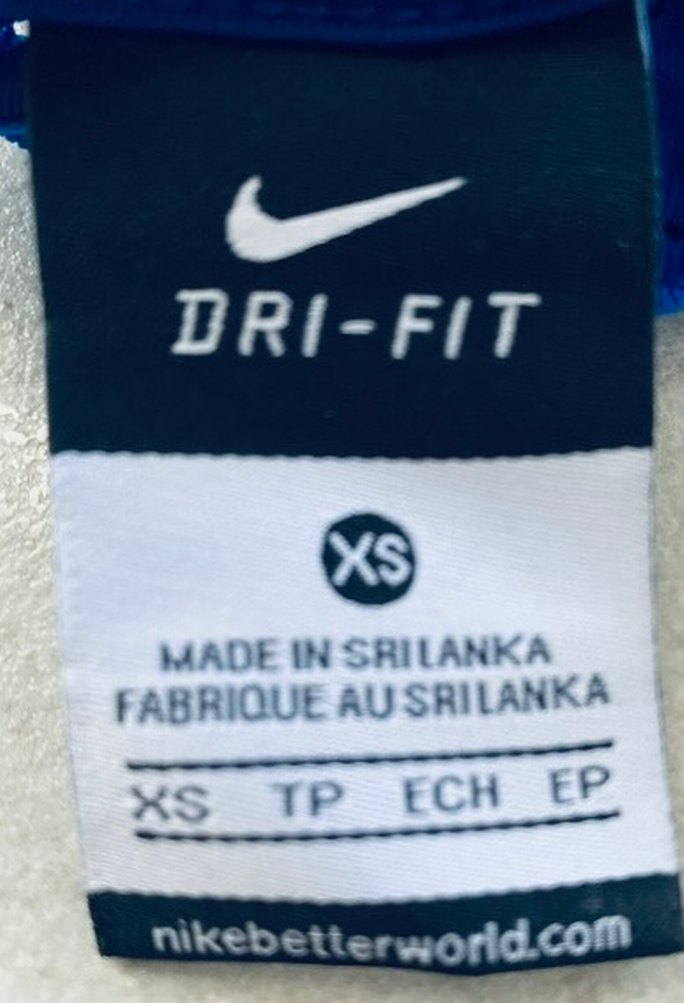 DRI-FIT
XS
MADE IN SRI LANKA
FABRIQUE AU SRI LANKA
XS TP ECH EP
nikebetterworld.com